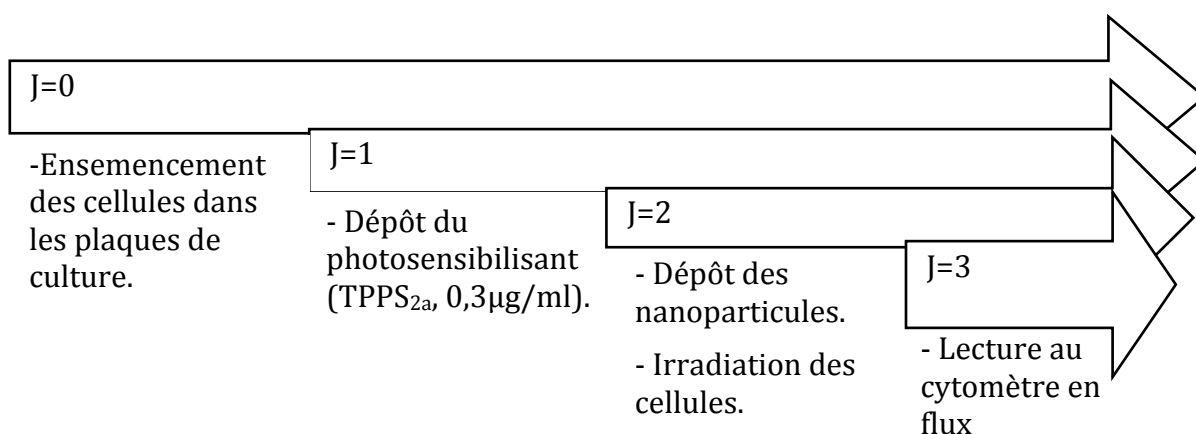 J=0
-Ensemencement
des cellules dans
les plaques de
culture.
J=1
- Dépôt du
photosensibilisant
(TPPS₂ₐ, 0,3µg/ml).
J=2
- Dépôt des
nanoparticules.
- Irradiation des
cellules.
J=3
- Lecture au
cytomètre en
flux